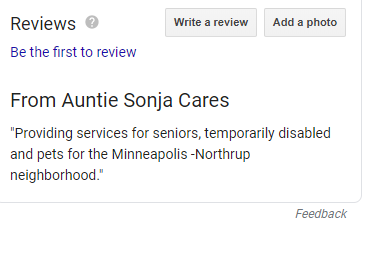 Reviews ?
Write a review
Add a photo
Be the first to review
From Auntie Sonja Cares
"Providing services for seniors, temporarily disabled
and pets for the Minneapolis -Northrup
neighborhood."
Feedback